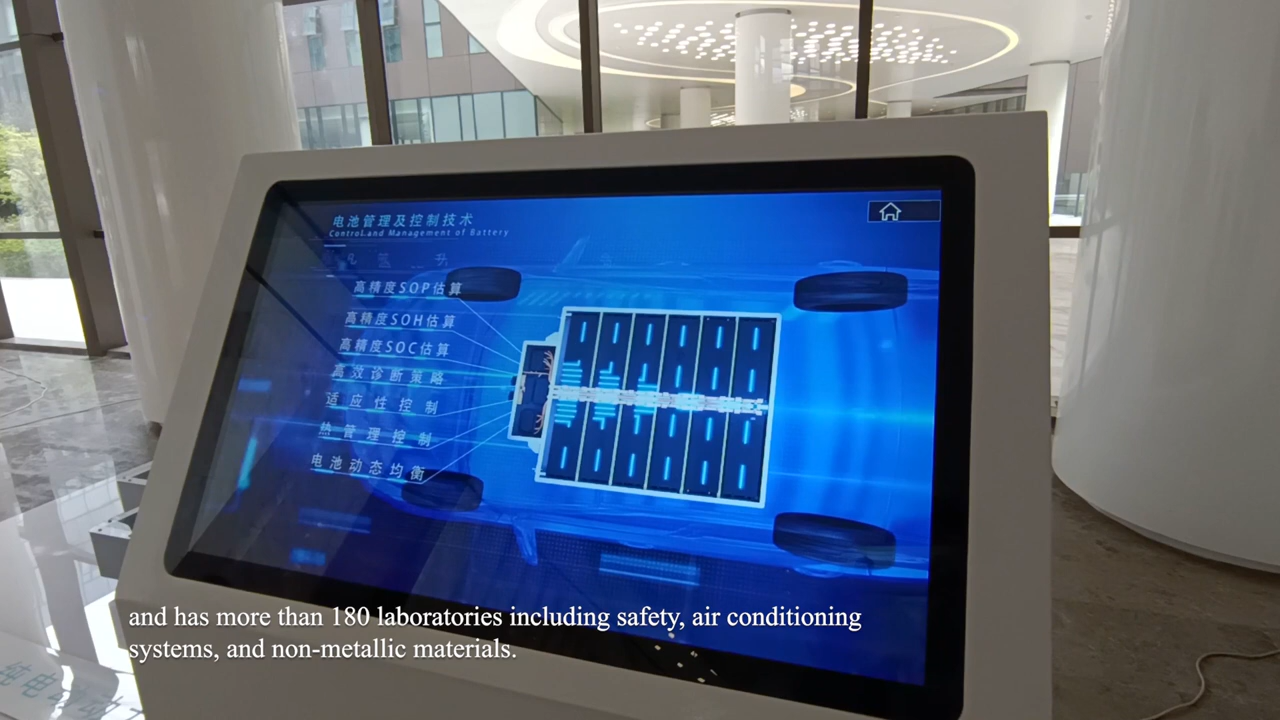 电池管理及控制技术
Control and Management of Battery
高精度SOP估算
高精度SOH估算
高精度SOC估算
高效诊断策略
适应性控制
热管理控制
电池动态均衡
and has more than 180 laboratories including safety, air conditioning
systems, and non-metallic materials.